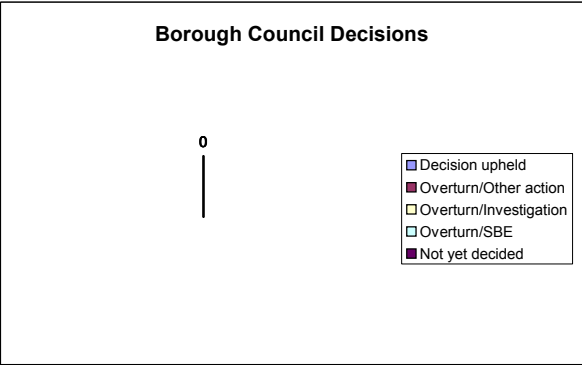 Borough Council Decisions
0
Decision upheld
Overturn/Other action
Overturn/Investigation
Overturn/SBE
Not yet decided